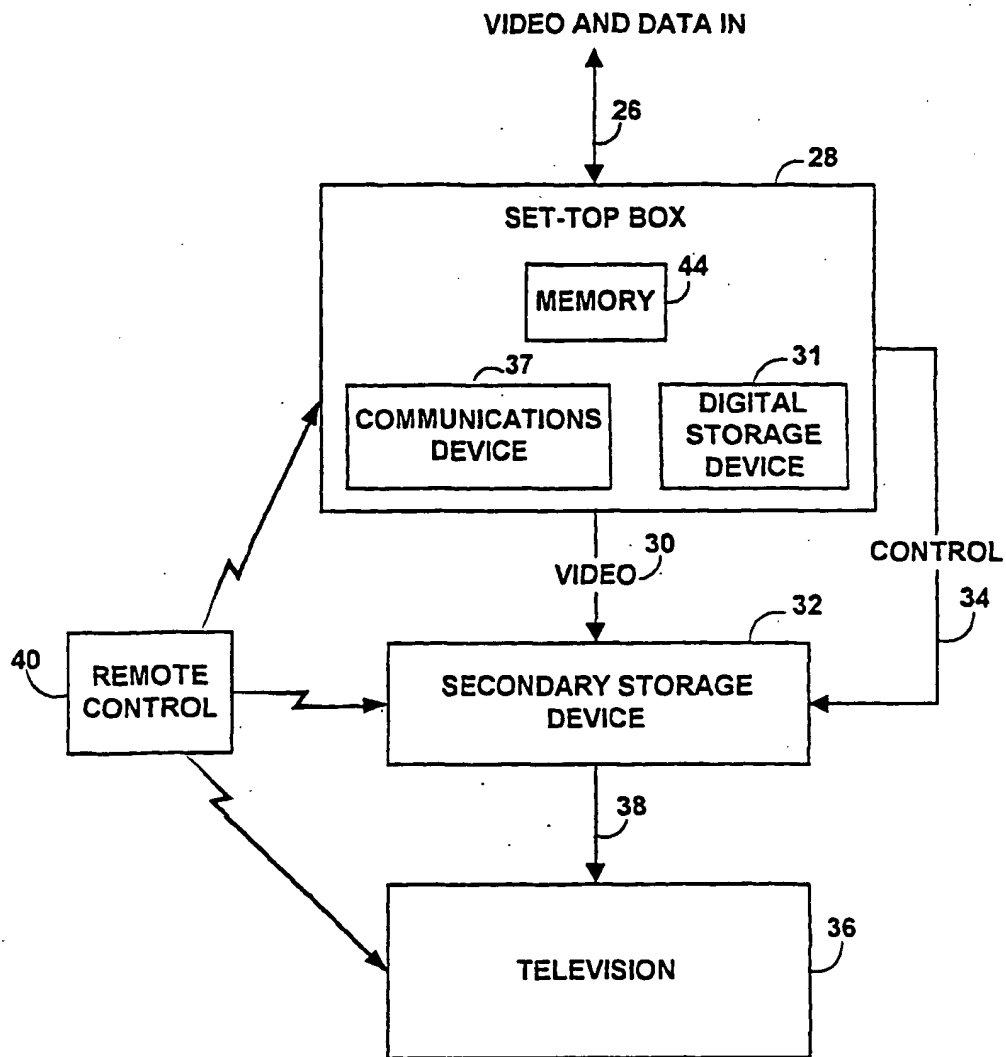 VIDEO AND DATA IN
26
28
SET-TOP BOX
44
MEMORY
37
31
COMMUNICATIONS
DEVICE
DIGITAL
STORAGE
DEVICE
30
VIDEO
CONTROL
34
32
40
REMOTE
CONTROL
SECONDARY STORAGE
DEVICE
38
36
TELEVISION